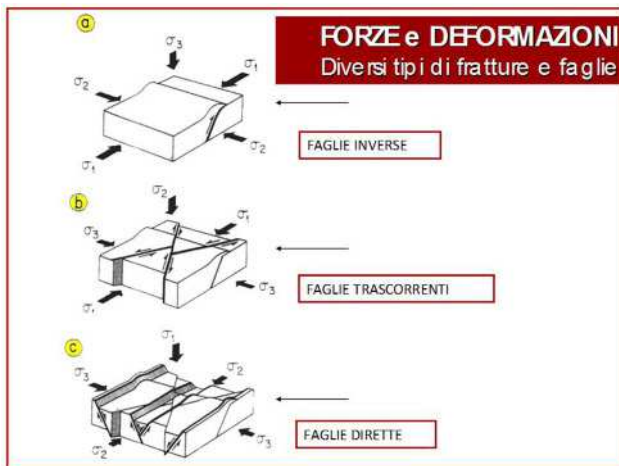 FORZE e DEFORMAZIONI
Diversi tipi di fratture e faglie
a
σ3
σ1
σ2
σ2
σ1
FAGLIE INVERSE
b
σ2
σ1
σ3
σ3
σ1
FAGLIE TRASCORRENTI
c
σ1
σ2
σ3
σ3
σ2
FAGLIE DIRETTE